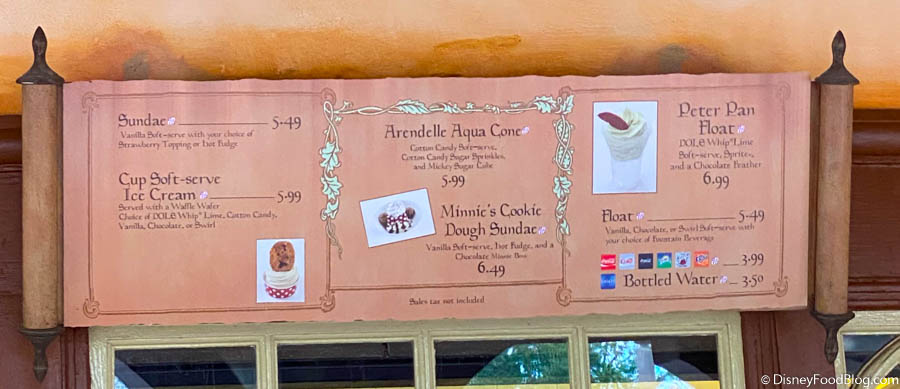 Sundae 5.49
Vanilla Soft-serve with your choice of
Strawberry Topping or Hot Fudge
Cup Soft-serve
Ice Cream 5.99
Served with a Waffle Wafer
Choice of DOLE Whip® Lime, Cotton Candy,
Vanilla, Chocolate, or Swirl
Arendelle Aqua Cone
Cotton Candy Soft-serve,
Cotton Candy Sugar Sprinkles,
and Mickey Sugar Cube
5.99
Minnie's Cookie
Dough Sundae
Vanilla Soft-serve, Hot Fudge, and a
Chocolate Minnie Bow
6.49
Sales tax not included
Peter Pan
Float
DOLE Whip® Lime
Soft-serve, Sprite®,
and a Chocolate Feather
6.99
Float 5.49
Vanilla, Chocolate, or Swirl Soft-serve with
your choice of Fountain Beverage
3.99
Bottled Water 3.50
© DisneyFoodBlog.com